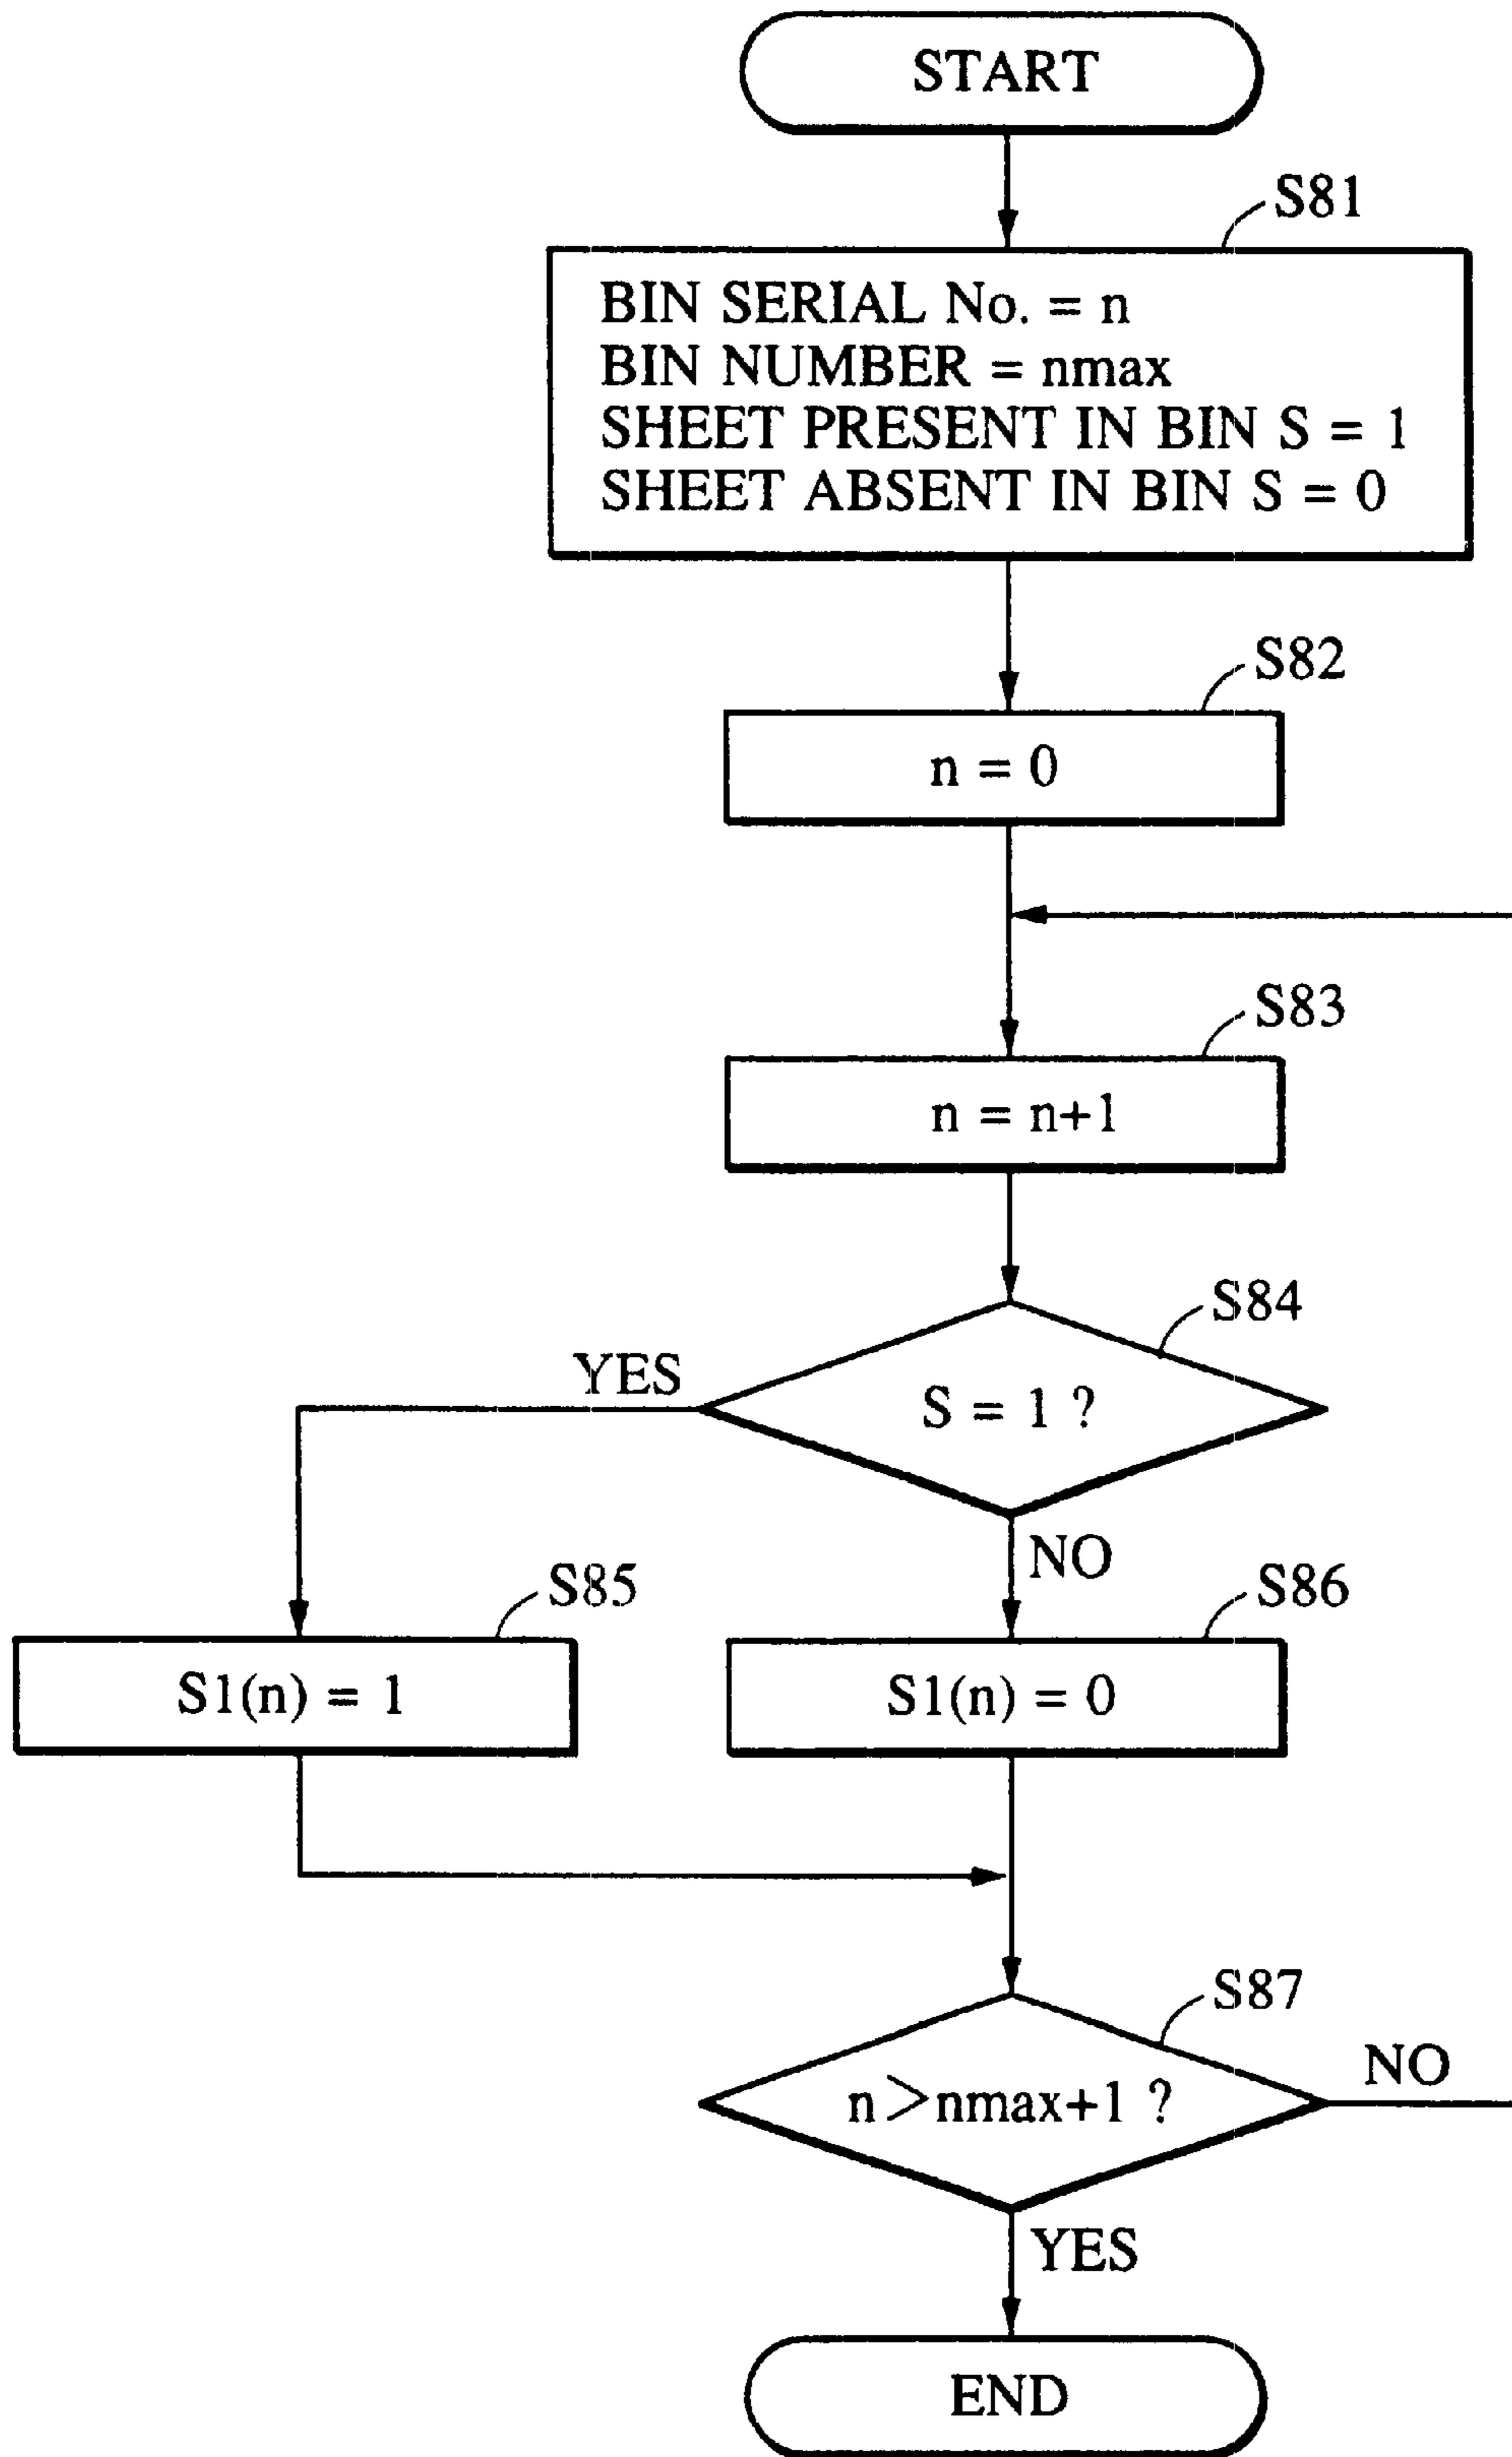 START
S81
BIN SERIAL No. = n
BIN NUMBER = nmax
SHEET PRESENT IN BIN S = 1
SHEET ABSENT IN BIN S = 0
S82
n = 0
S83
n = n+1
S84
YES
S = 1 ?
NO
S85
S86
S1(n) = 1
S1(n) = 0
S87
n>nmax+1 ?
NO
YES
END